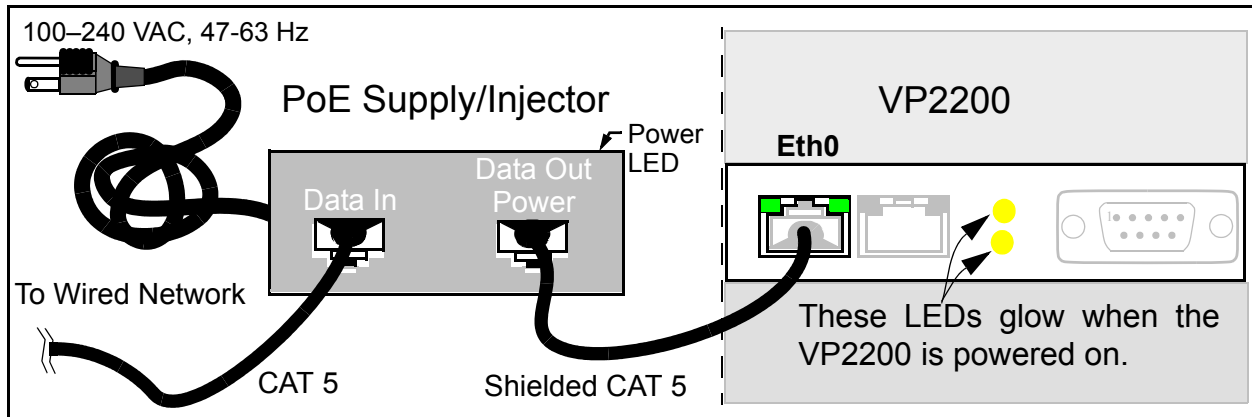 100–240 VAC, 47-63 Hz
PoE Supply/Injector
Power
LED
Data In
Data Out
Power
To Wired Network
CAT 5
Shielded CAT 5
VP2200
Eth0
1
These LEDs glow when the
VP2200 is powered on.